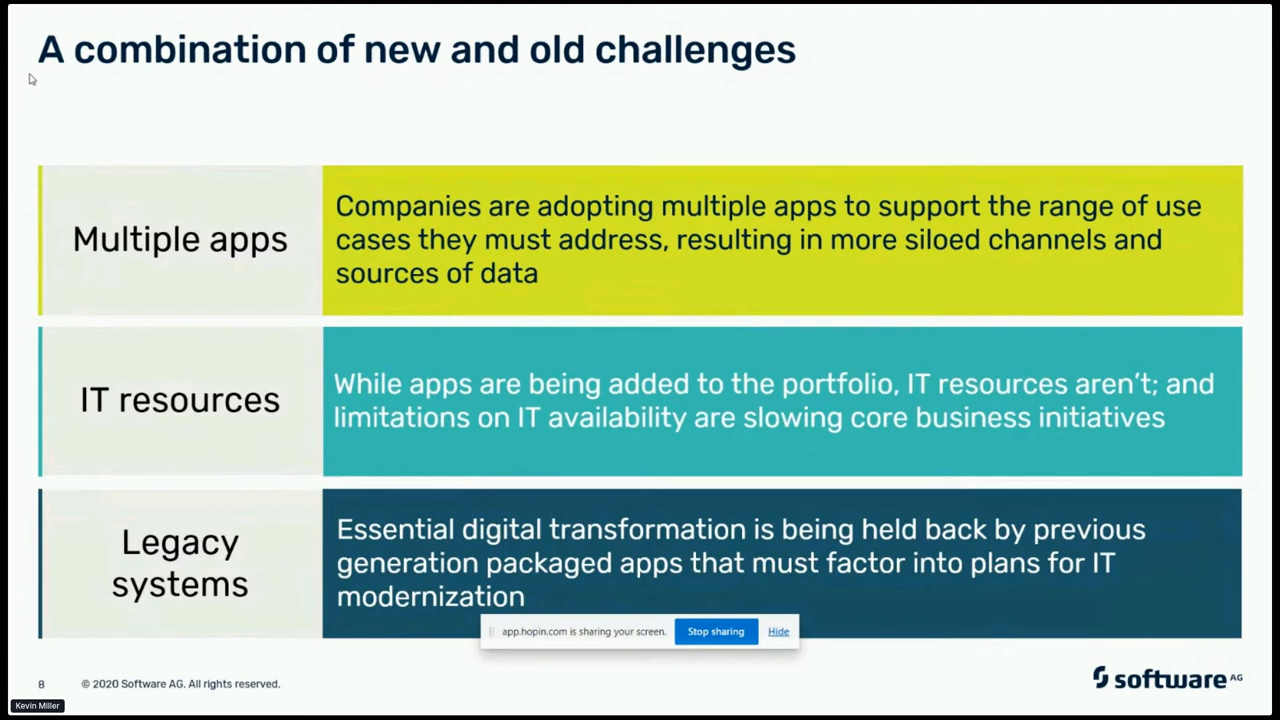 A combination of new and old challenges
Multiple apps
Companies are adopting multiple apps to support the range of use
cases they must address, resulting in more siloed channels and
sources of data
IT resources
While apps are being added to the portfolio, IT resources aren’t; and
limitations on IT availability are slowing core business initiatives
Legacy
systems
Essential digital transformation is being held back by previous
generation packaged apps that must factor into plans for IT
modernization
app.hopin.com is sharing your screen.
Stop sharing
Hide
8
© 2020 Software AG. All rights reserved.
software AG
Kevin Miller